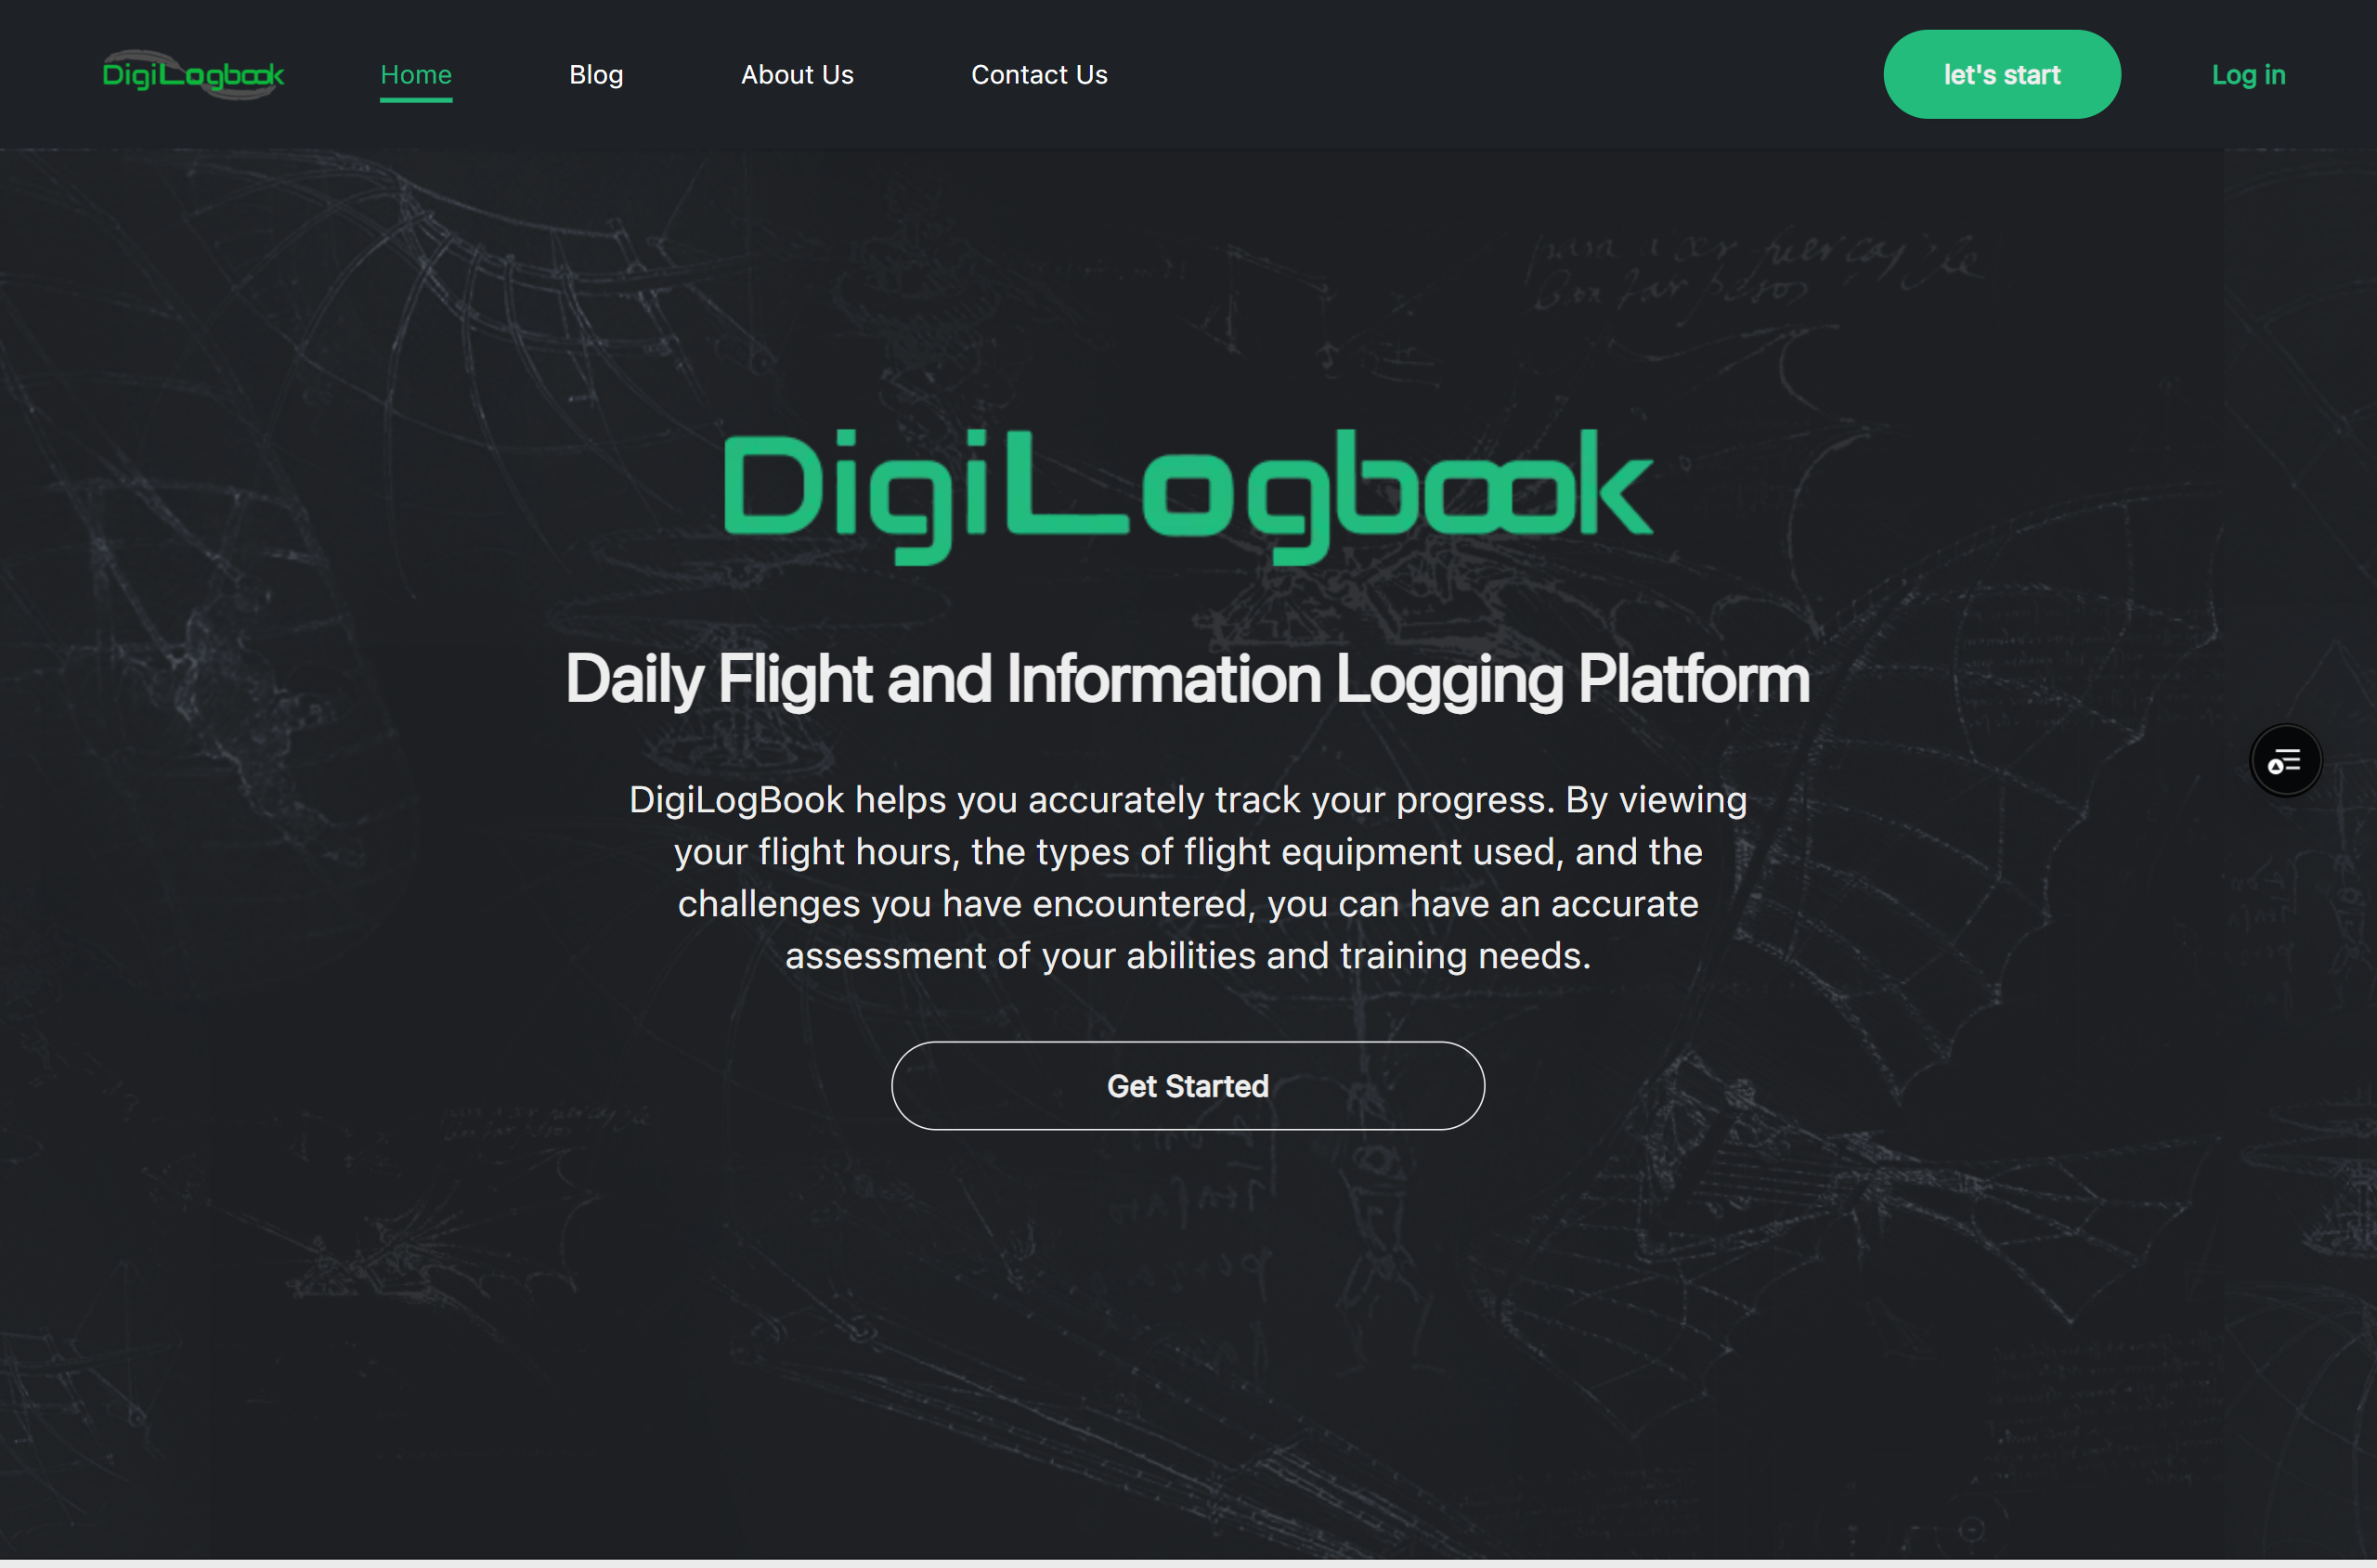 DigiLogbook
Home
Blog
About Us
Contact Us
let's start
Log in
DigiLogbook
Daily Flight and Information Logging Platform
DigiLogBook helps you accurately track your progress. By viewing
your flight hours, the types of flight equipment used, and the
challenges you have encountered, you can have an accurate
assessment of your abilities and training needs.
Get Started